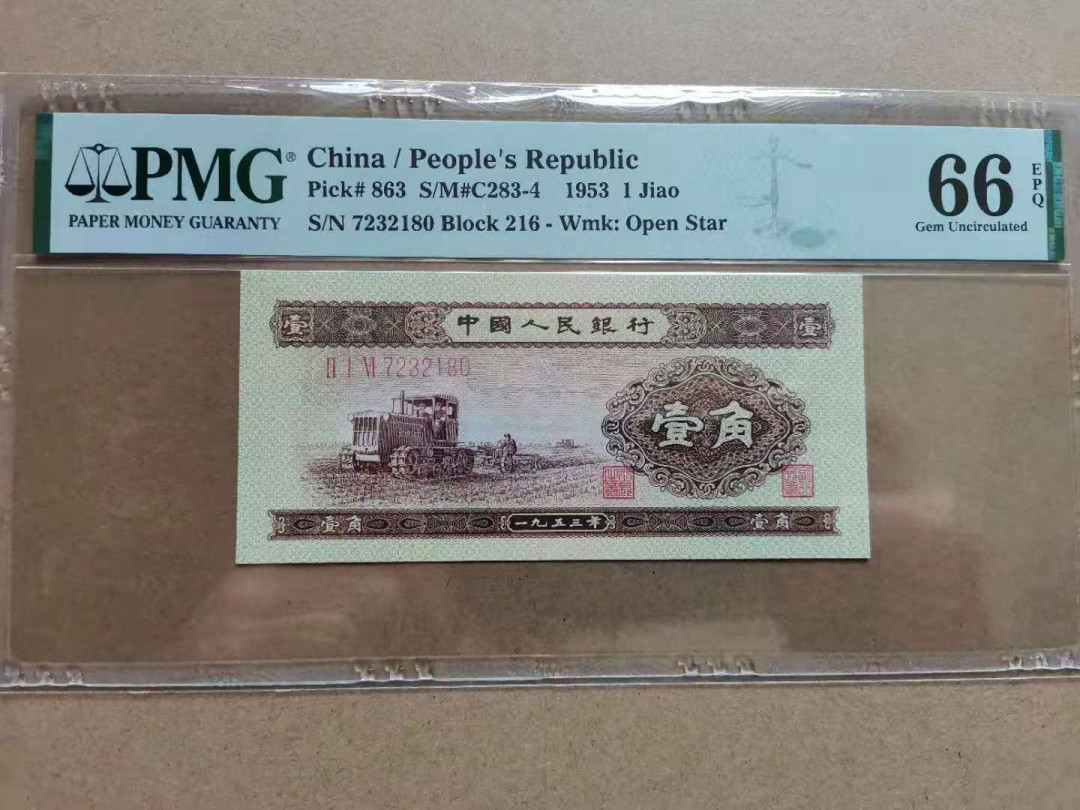 PMG® China / People's Republic
Pick# 863 S/M#C283-4 1953 1 Jiao
S/N 7232180 Block 216 - Wmk: Open Star
PAPER MONEY GUARANTY
66 EPQ
Gem Uncirculated
壹 中國人民銀行 壹
II I VI 7232180
壹角
壹角 一九五三年 壹角